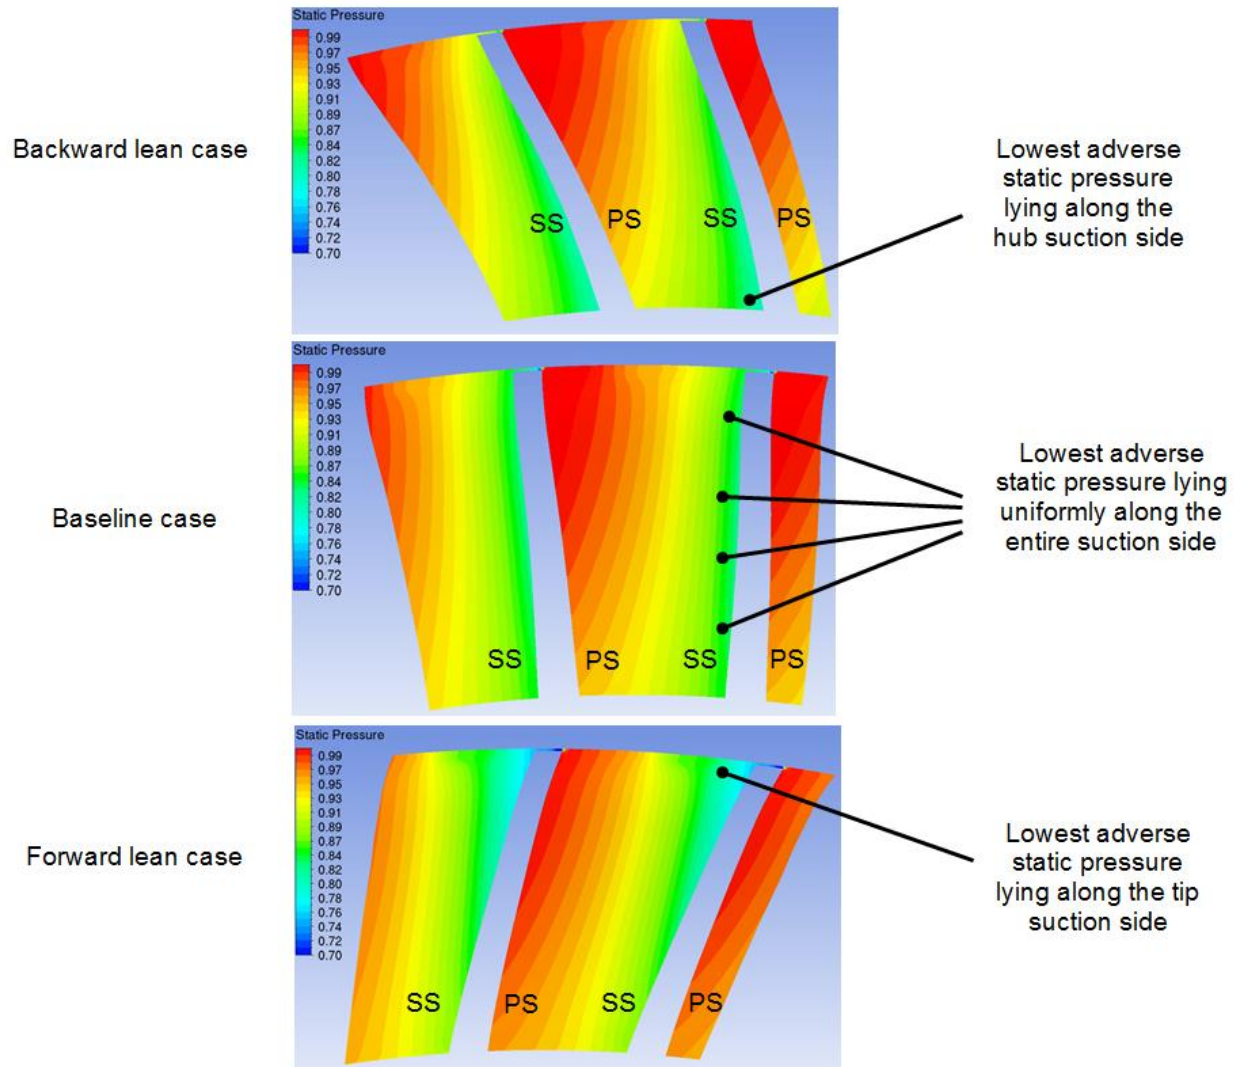 Static Pressure
0.99
0.97
0.95
0.93
0.91
0.89
0.87
0.84
0.82
0.80
0.78
0.76
0.74
0.72
0.70
Backward lean case
SS
PS
SS
PS
Lowest adverse
static pressure
lying along the
hub suction side
Static Pressure
0.99
0.97
0.95
0.93
0.91
0.89
0.87
0.84
0.82
0.80
0.78
0.76
0.74
0.72
0.70
Baseline case
SS
PS
SS
PS
Lowest adverse
static pressure lying
uniformly along the
entire suction side
Static Pressure
0.99
0.97
0.95
0.93
0.91
0.89
0.87
0.84
0.82
0.80
0.78
0.76
0.74
0.72
0.70
Forward lean case
SS
PS
SS
PS
Lowest adverse
static pressure
lying along the tip
suction side